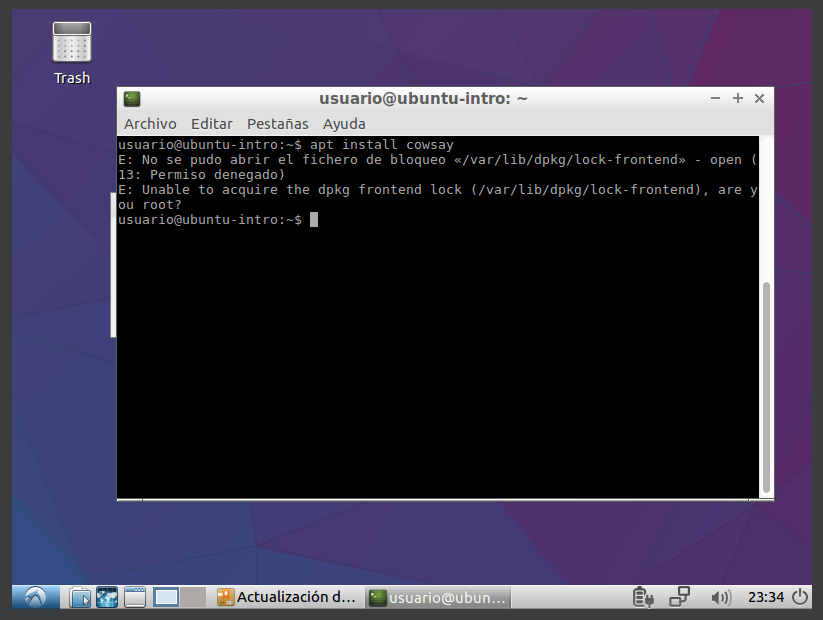 Trash
usuario@ubuntu-intro: ~
Archivo Editar Pestañas Ayuda
usuario@ubuntu-intro:~$ apt install cowsay
E: No se pudo abrir el fichero de bloqueo «/var/lib/dpkg/lock-frontend» - open (
13: Permiso denegado)
E: Unable to acquire the dpkg frontend lock (/var/lib/dpkg/lock-frontend), are y
ou root?
usuario@ubuntu-intro:~$
Actualización d... usuario@ubun... 23:34